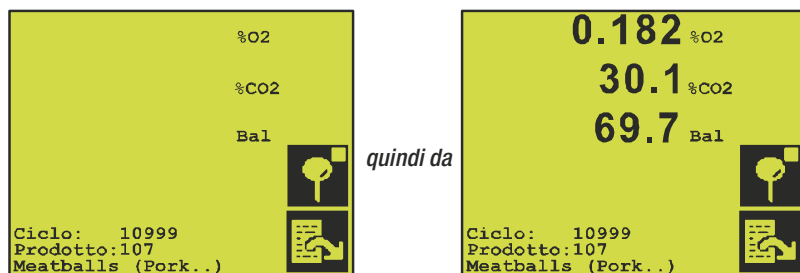 %O2
%CO2
Bal
Ciclo: 10999
Prodotto:107
Meatballs (Pork..)
quindi da
0.182 %O2
30.1 %CO2
69.7 Bal
Ciclo: 10999
Prodotto:107
Meatballs (Pork..)